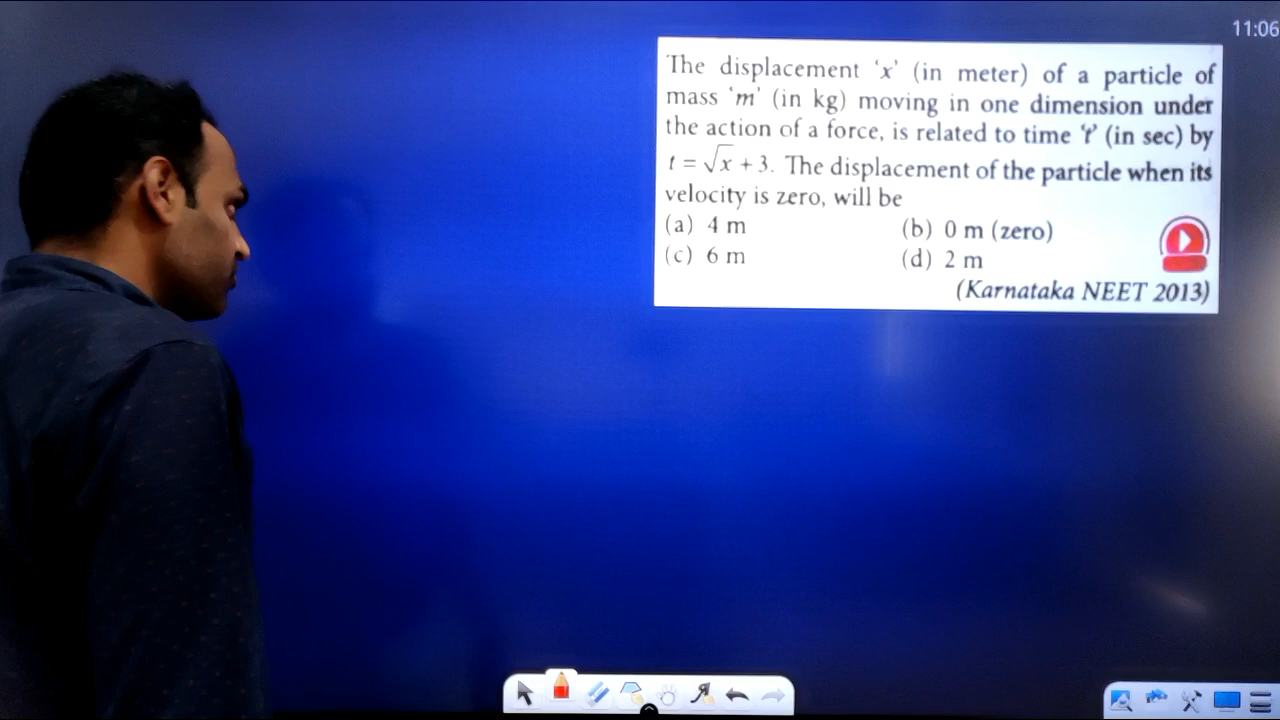 11:06
The displacement 'x' (in meter) of a particle of
mass 'm' (in kg) moving in one dimension under
the action of a force, is related to time 't' (in sec) by
t = √x + 3. The displacement of the particle when its
velocity is zero, will be
(a) 4 m (b) 0 m (zero)
(c) 6 m (d) 2 m
(Karnataka NEET 2013)